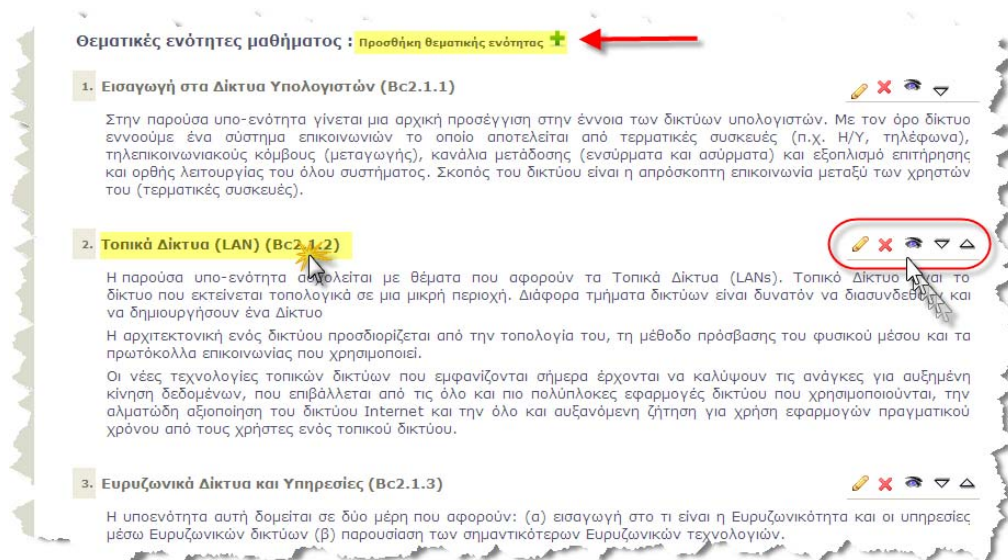 Θεματικές ενότητες μαθήματος : Προσθήκη θεματικής ενότητας
1. Εισαγωγή στα Δίκτυα Υπολογιστών (Bc2.1.1)
Στην παρούσα υπο-ενότητα γίνεται μια αρχική προσέγγιση στην έννοια των δικτύων υπολογιστών. Με τον όρο δίκτυο
εννοούμε ένα σύστημα επικοινωνιών το οποίο αποτελείται από τερματικές συσκευές (π.χ. Η/Υ, τηλέφωνα),
τηλεπικοινωνιακούς κόμβους (μεταγωγής), κανάλια μετάδοσης (ενσύρματα και ασύρματα) και εξοπλισμό επιτήρησης
και ορθής λειτουργίας του όλου συστήματος. Σκοπός του δικτύου είναι η απρόσκοπτη επικοινωνία μεταξύ των χρηστών
του (τερματικές συσκευές).
2. Τοπικά Δίκτυα (LAN) (Bc2.1.2)
Η παρούσα υπο-ενότητα ασχολείται με θέματα που αφορούν τα Τοπικά Δίκτυα (LANs). Τοπικό Δίκτυο είναι το
δίκτυο που εκτείνεται τοπολογικά σε μια μικρή περιοχή. Διάφορα τμήματα δικτύων είναι δυνατόν να διασυνδεθούν και
να δημιουργήσουν ένα Δίκτυο
Η αρχιτεκτονική ενός δικτύου προσδιορίζεται από την τοπολογία του, τη μέθοδο πρόσβασης του φυσικού μέσου και τα
πρωτόκολλα επικοινωνίας που χρησιμοποιεί.
Οι νέες τεχνολογίες τοπικών δικτύων που εμφανίζονται σήμερα έρχονται να καλύψουν τις ανάγκες για αυξημένη
κίνηση δεδομένων, που επιβάλλεται από τις όλο και πιο πολύπλοκες εφαρμογές δικτύου που χρησιμοποιούνται, την
αλματώδη αξιοποίηση του δικτύου Internet και την όλο και αυξανόμενη ζήτηση για χρήση εφαρμογών πραγματικού
χρόνου από τους χρήστες ενός τοπικού δικτύου.
3. Ευρυζωνικά Δίκτυα και Υπηρεσίες (Bc2.1.3)
Η υποενότητα αυτή δομείται σε δύο μέρη που αφορούν: (α) εισαγωγή στο τι είναι η Ευρυζωνικότητα και οι υπηρεσίες
μέσω Ευρυζωνικών δικτύων (β) παρουσίαση των σημαντικότερων Ευρυζωνικών τεχνολογιών.